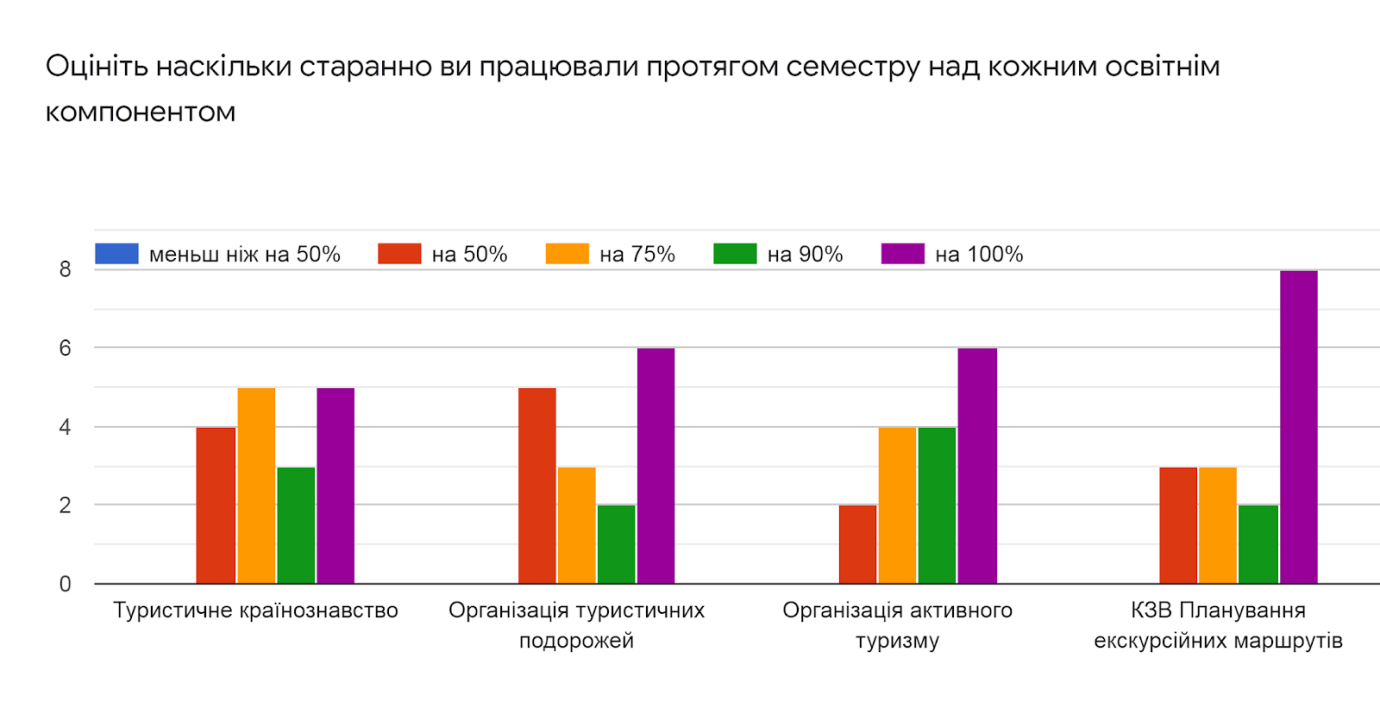 Оцініть наскільки старанно ви працювали протягом семестру над кожним освітнім
компонентом
меньш ніж на 50% на 50% на 75% на 90% на 100%
8
6
4
2
0
Туристичне країнознавство
Організація туристичних
подорожей
Організація активного
туризму
КЗВ Планування
екскурсійних маршрутів